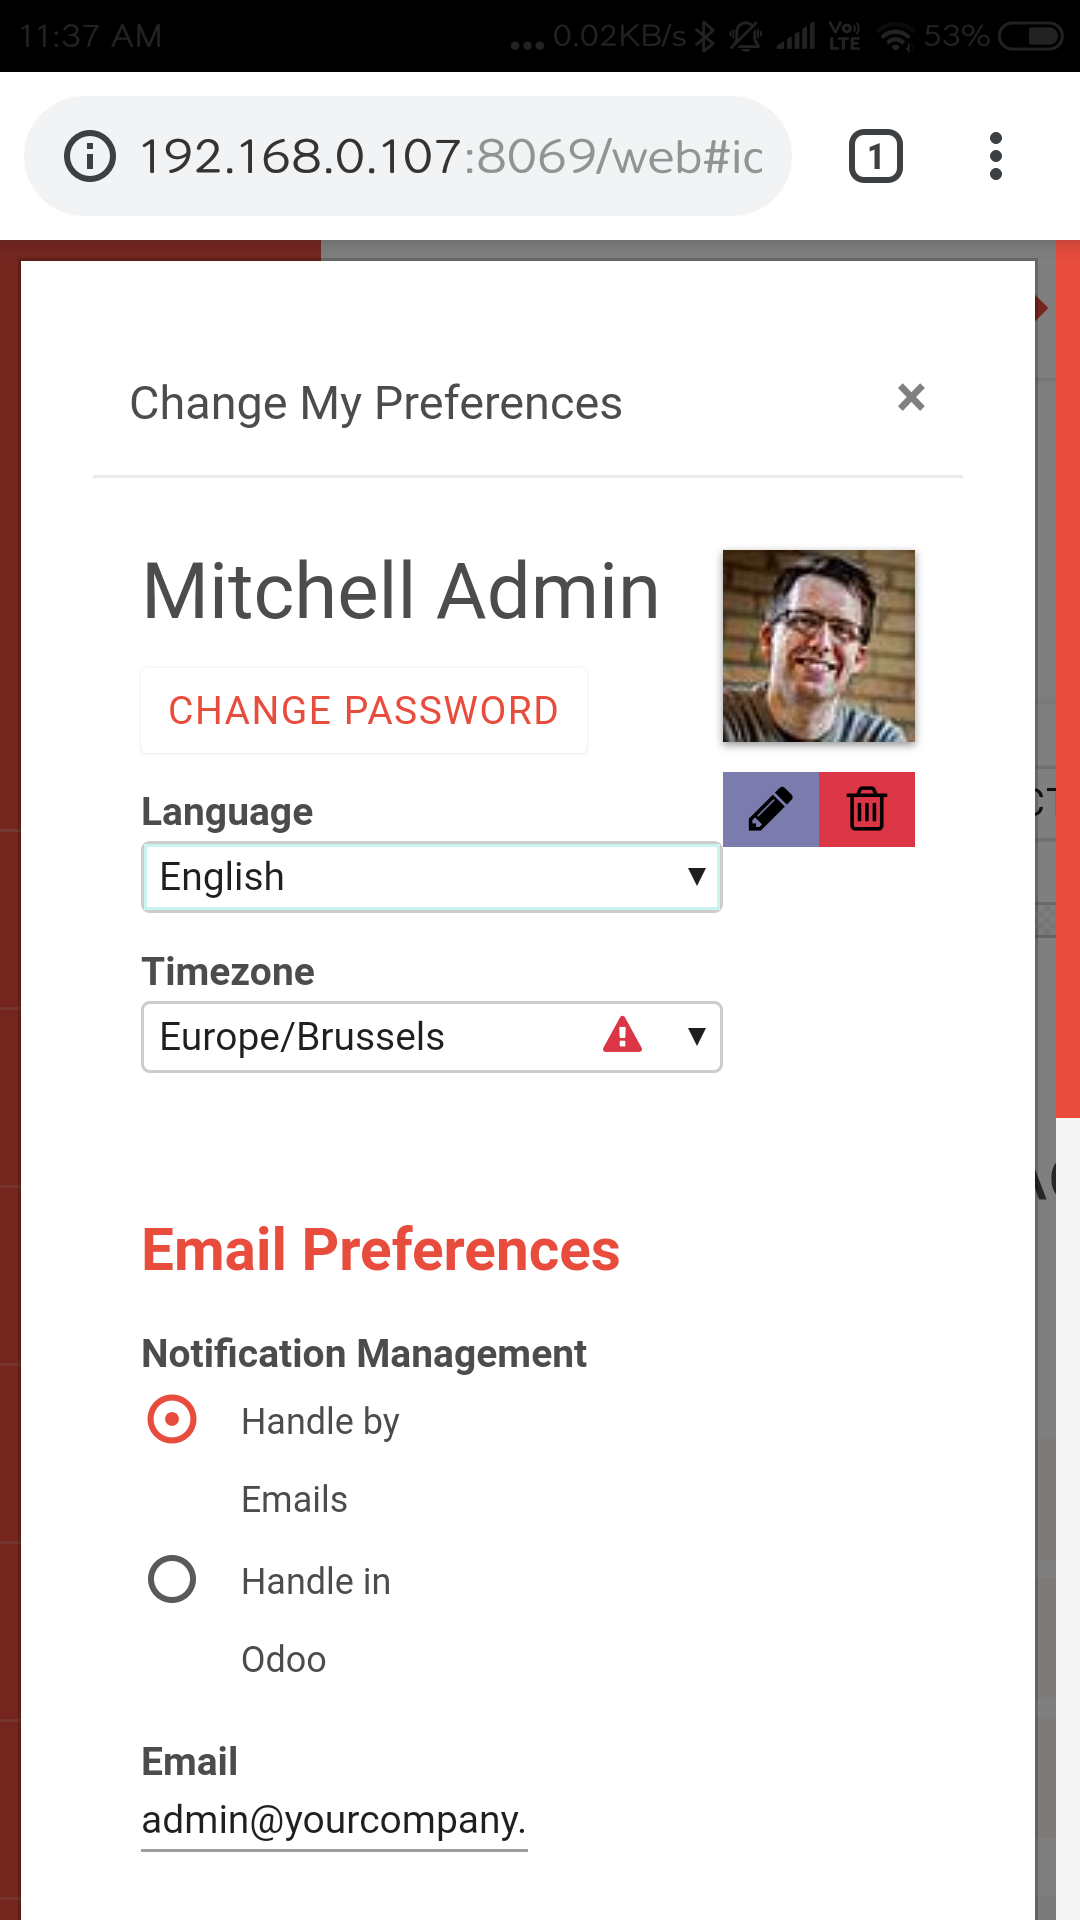 11:37 AM
0.02KB/s
Vo))
LTE
53%
192.168.0.107:8069/web#ic
1
Change My Preferences
×
Mitchell Admin
CHANGE PASSWORD
Language
English
Timezone
Europe/Brussels
Email Preferences
Notification Management
Handle by
Emails
Handle in
Odoo
Email
admin@yourcompany.